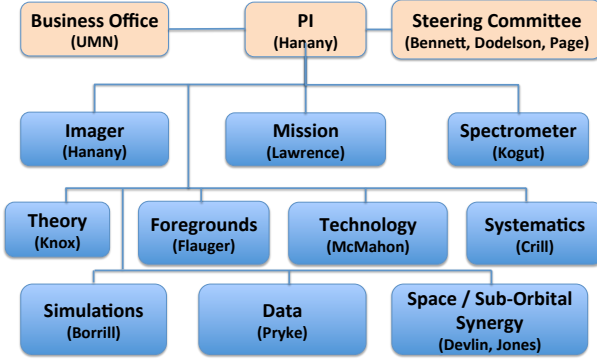 Business Office
(UMN)
PI
(Hanany)
Steering Committee
(Bennett, Dodelson, Page)
Imager
(Hanany)
Mission
(Lawrence)
Spectrometer
(Kogut)
Theory
(Knox)
Foregrounds
(Flauger)
Technology
(McMahon)
Systematics
(Crill)
Simulations
(Borrill)
Data
(Pryke)
Space / Sub-Orbital
Synergy
(Devlin, Jones)